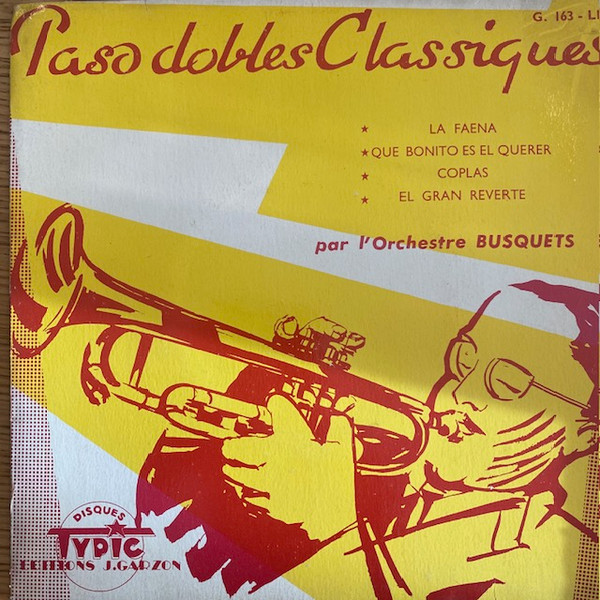 G. 163 - LI
Paso dobles Classiques
★ LA FAENA
★ QUE BONITO ES EL QUERER
★ COPLAS
★ EL GRAN REVERTE
par l'Orchestre BUSQUETS
DISQUES
TYPIC
EDITIONS J.GARZON